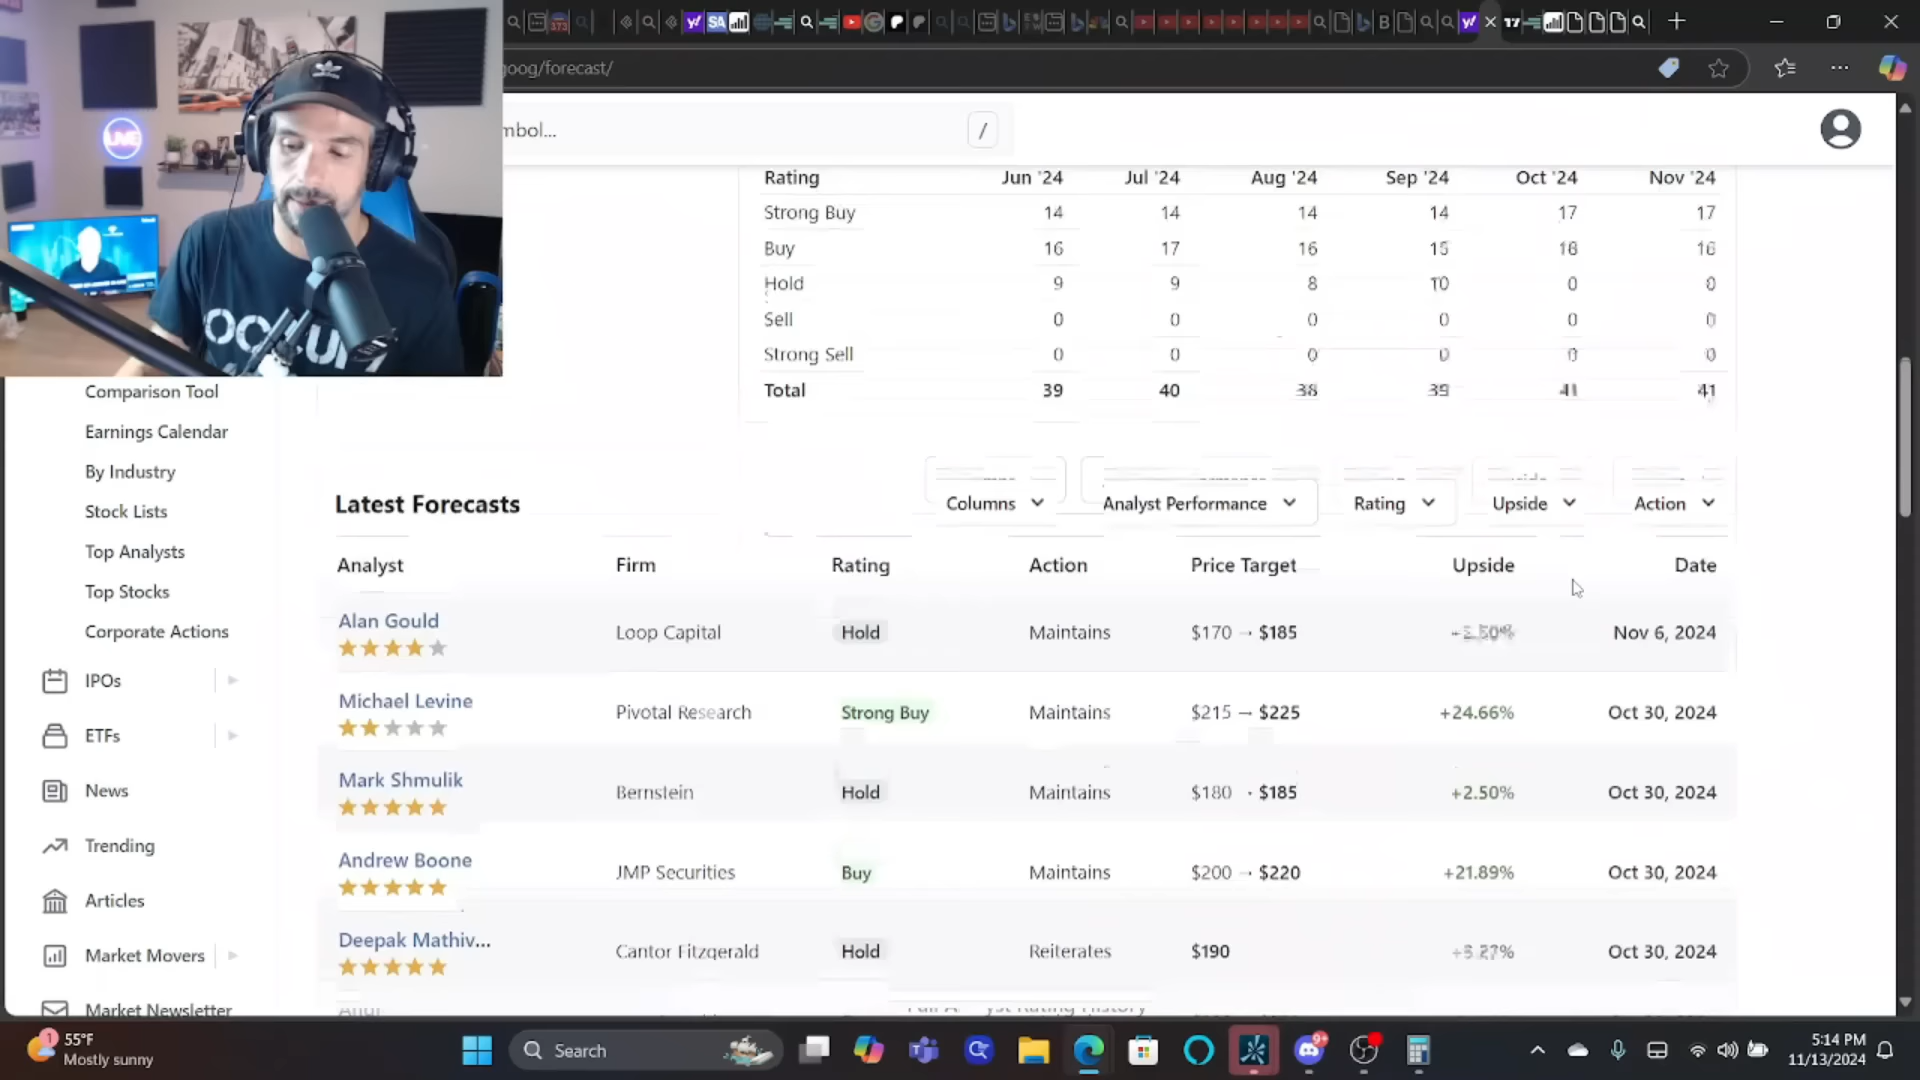 goog/forecast/
mbol...
/
LIVE
OCCUPY
Rating Jun '24 Jul '24 Aug '24 Sep '24 Oct '24 Nov '24
Strong Buy 14 14 14 14 17 17
Buy 16 17 16 15 16 16
Hold 9 9 8 10
Sell 0 0 0 0 0 0
Strong Sell 0 0 0 0 0 0
Total 39 40 38 39 41 41
Comparison Tool
Earnings Calendar
By Industry
Stock Lists
Top Analysts
Top Stocks
Corporate Actions
IPOs
ETFs
News
Trending
Articles
Market Movers
Market Newsletter
Latest Forecasts
Columns Analyst Performance Rating Upside Action
Analyst Firm Rating Action Price Target Upside Date
Alan Gould Loop Capital Hold Maintains $170 → $185 Nov 6, 2024
Michael Levine Pivotal Research Strong Buy Maintains $215 → $225 +24.66% Oct 30, 2024
Mark Shmulik Bernstein Hold Maintains $180 → $185 +2.50% Oct 30, 2024
Andrew Boone JMP Securities Buy Maintains $200 → $220 +21.89% Oct 30, 2024
Deepak Mathiv... Cantor Fitzgerald Hold Reiterates $190 Oct 30, 2024
55°F
Mostly sunny
Search
5:14 PM
11/13/2024